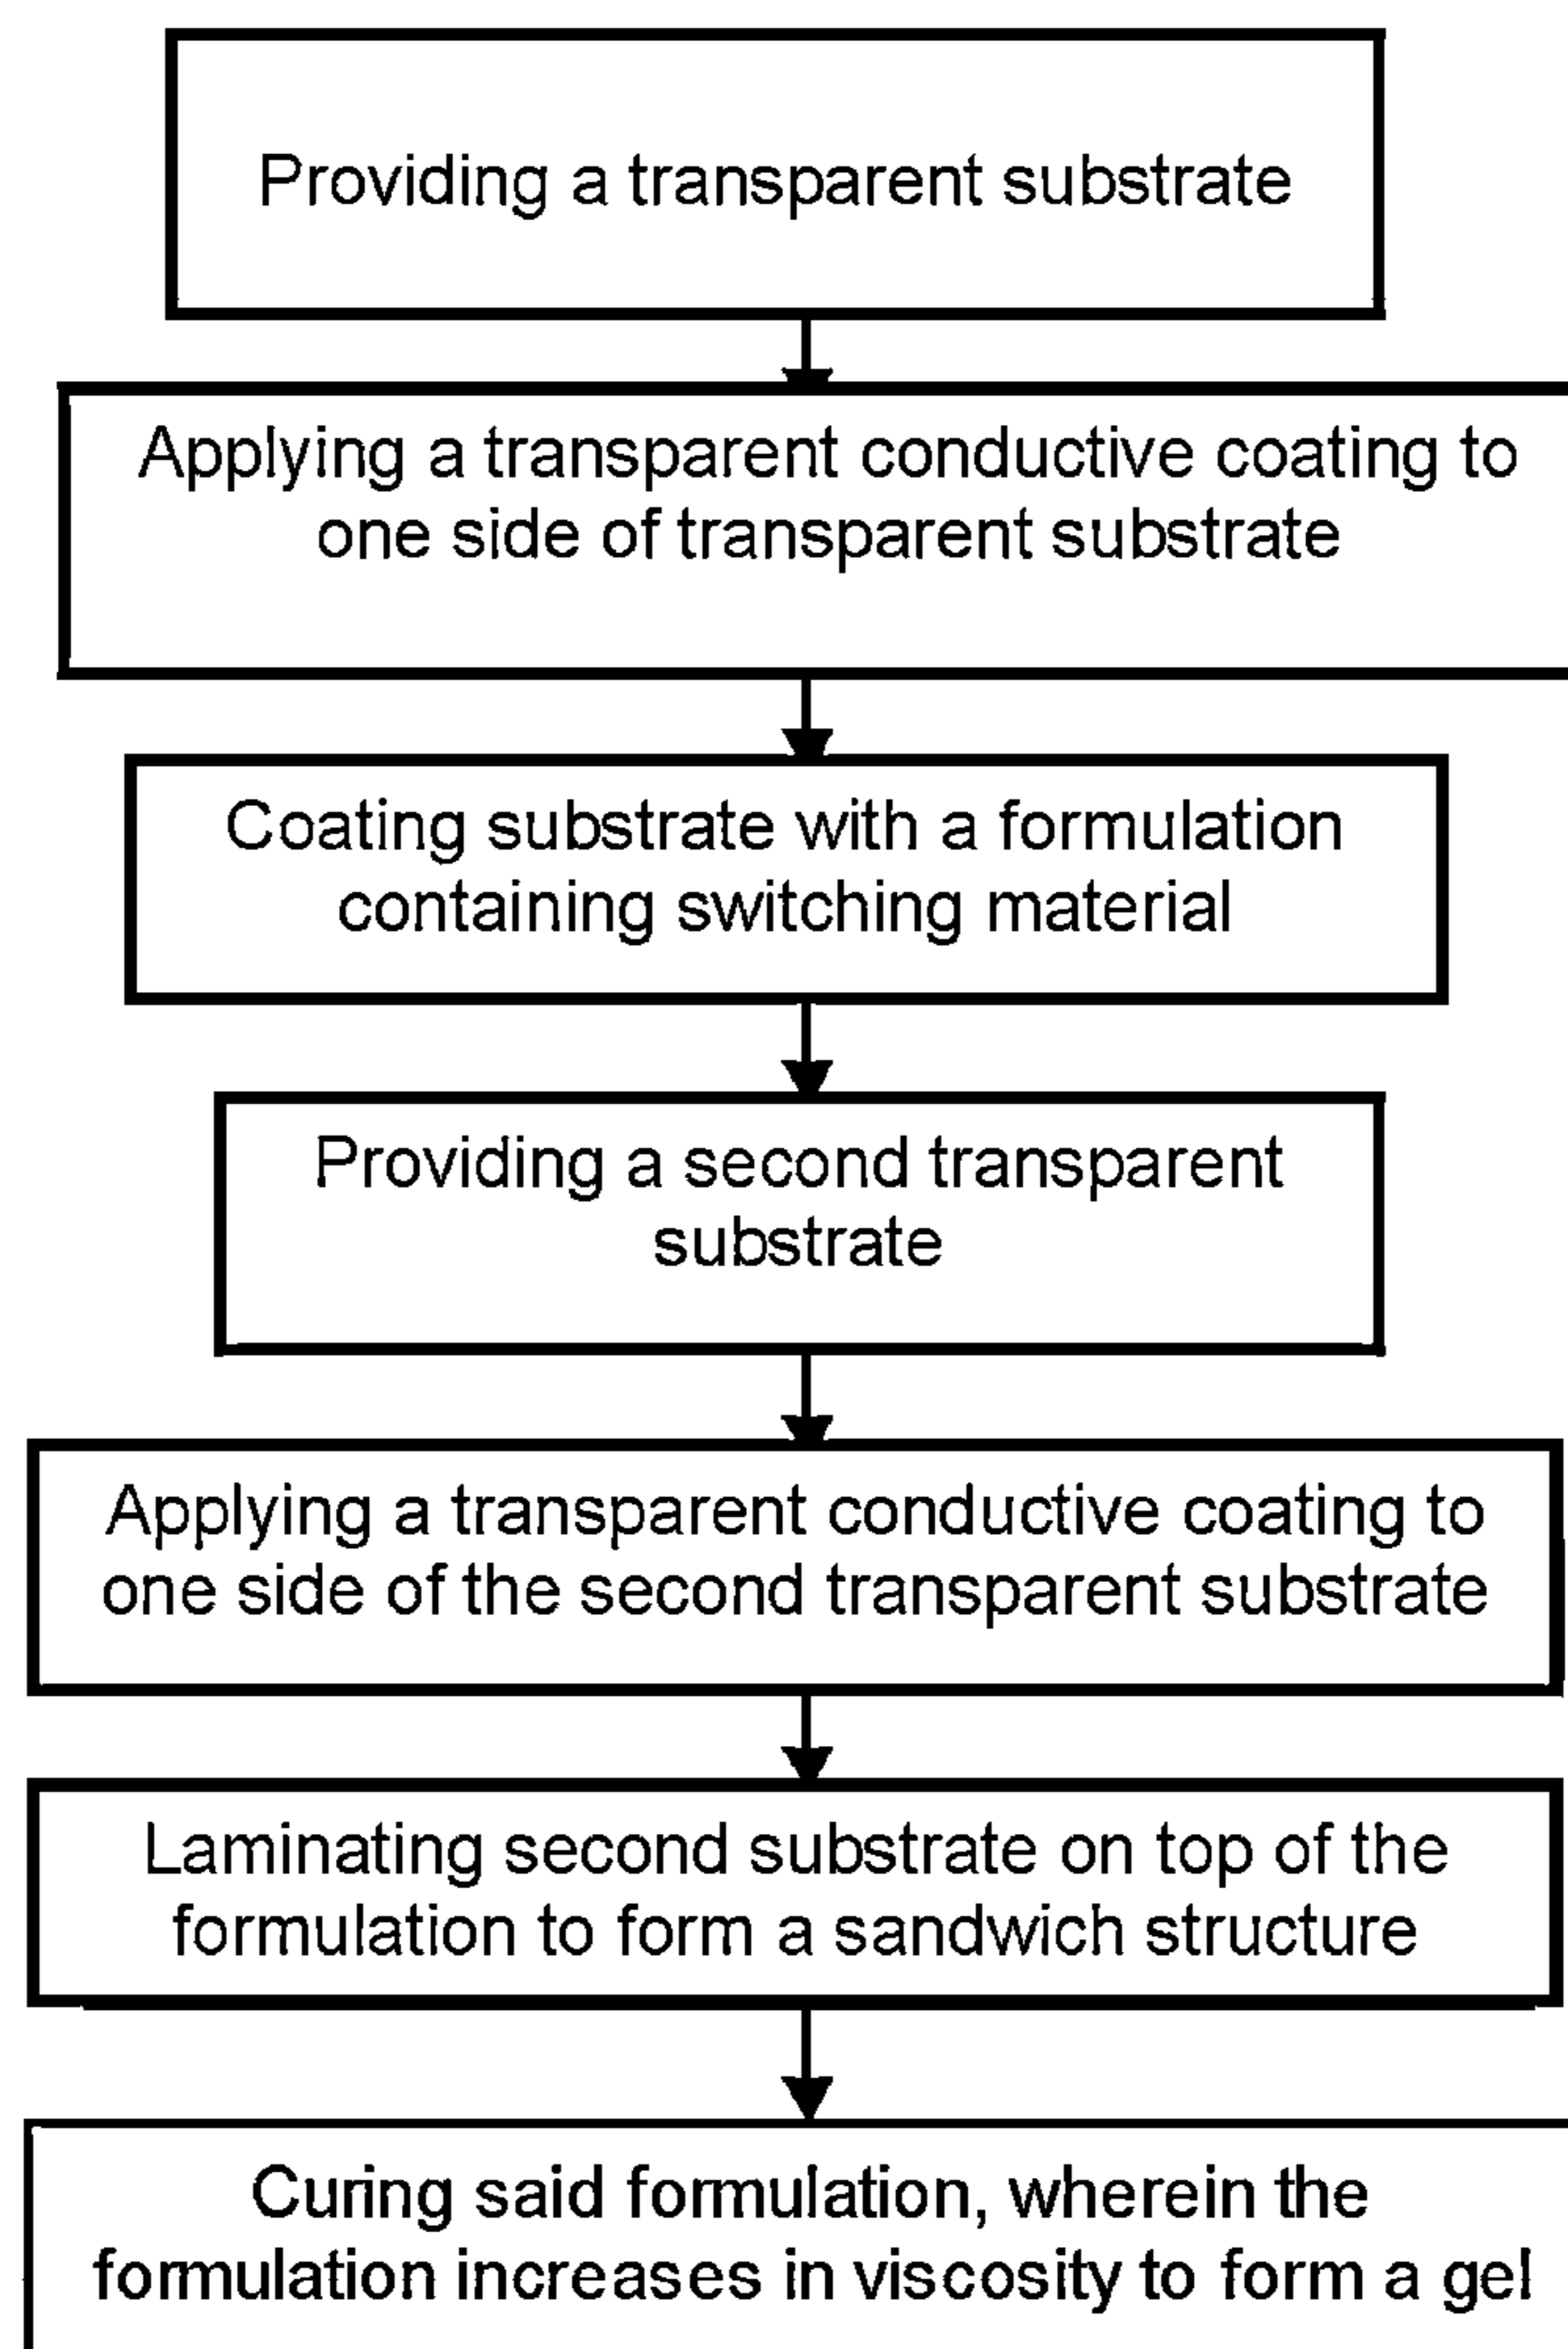 Providing a transparent substrate
Applying a transparent conductive coating to
one side of transparent substrate
Coating substrate with a formulation
containing switching material
Providing a second transparent
substrate
Applying a transparent conductive coating to
one side of the second transparent substrate
Laminating second substrate on top of the
formulation to form a sandwich structure
Curing said formulation, wherein the
formulation increases in viscosity to form a gel